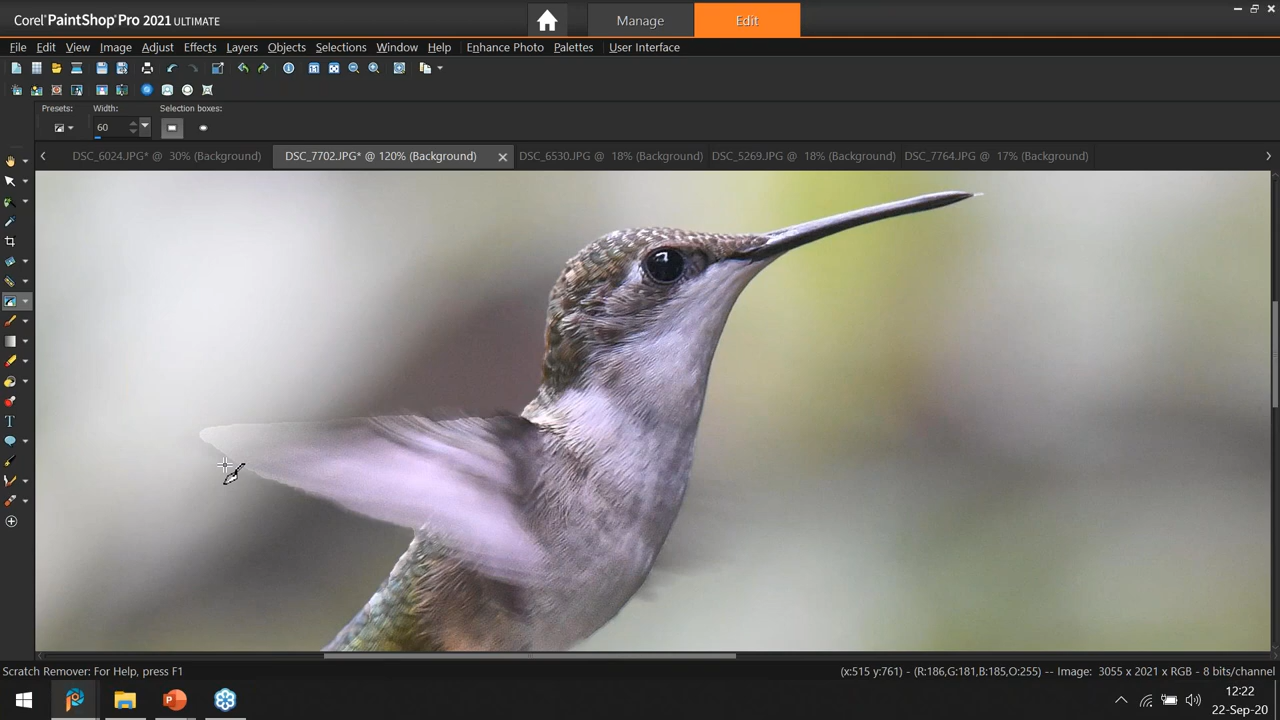 Corel® PaintShop® Pro 2021 ULTIMATE
Manage
Edit
File Edit View Image Adjust Effects Layers Objects Selections Window Help Enhance Photo Palettes User Interface
Presets: Width: Selection boxes:
60
DSC_6024.JPG* @ 30% (Background) DSC_7702.JPG* @ 120% (Background) DSC_6530.JPG @ 18% (Background) DSC_5269.JPG @ 18% (Background) DSC_7764.JPG @ 17% (Background)
Scratch Remover: For Help, press F1
(x:515 y:761) - (R:186,G:181,B:185,O:255) -- Image: 3055 x 2021 x RGB - 8 bits/channel
12:22
22-Sep-20